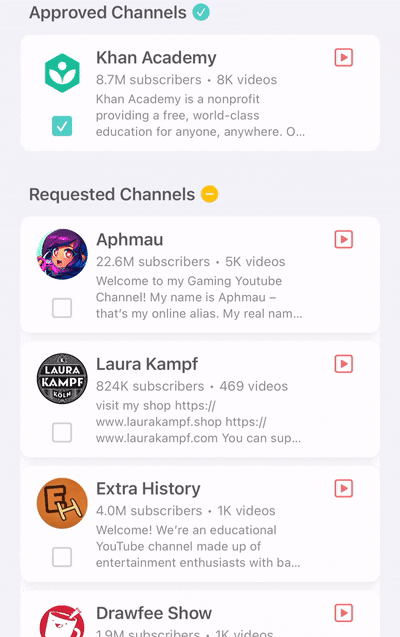 Approved Channels
Khan Academy
8.7M subscribers • 8K videos
Khan Academy is a nonprofit
providing a free, world-class
education for anyone, anywhere. O...
Requested Channels
Aphmau
22.6M subscribers • 5K videos
Welcome to my Gaming Youtube
Channel! My name is Aphmau –
that's my online alias. My real nam...
LAURA
KAMPF
KÖLN
Laura Kampf
824K subscribers • 469 videos
visit my shop https://
www.laurakampf.shop https://
www.laurakampf.com You can sup...
EH
Extra History
4.0M subscribers • 1K videos
Welcome! We're an educational
YouTube channel made up of
entertainment enthusiasts with ba...
Drawfee Show
1.9M subscribers • 1K videos